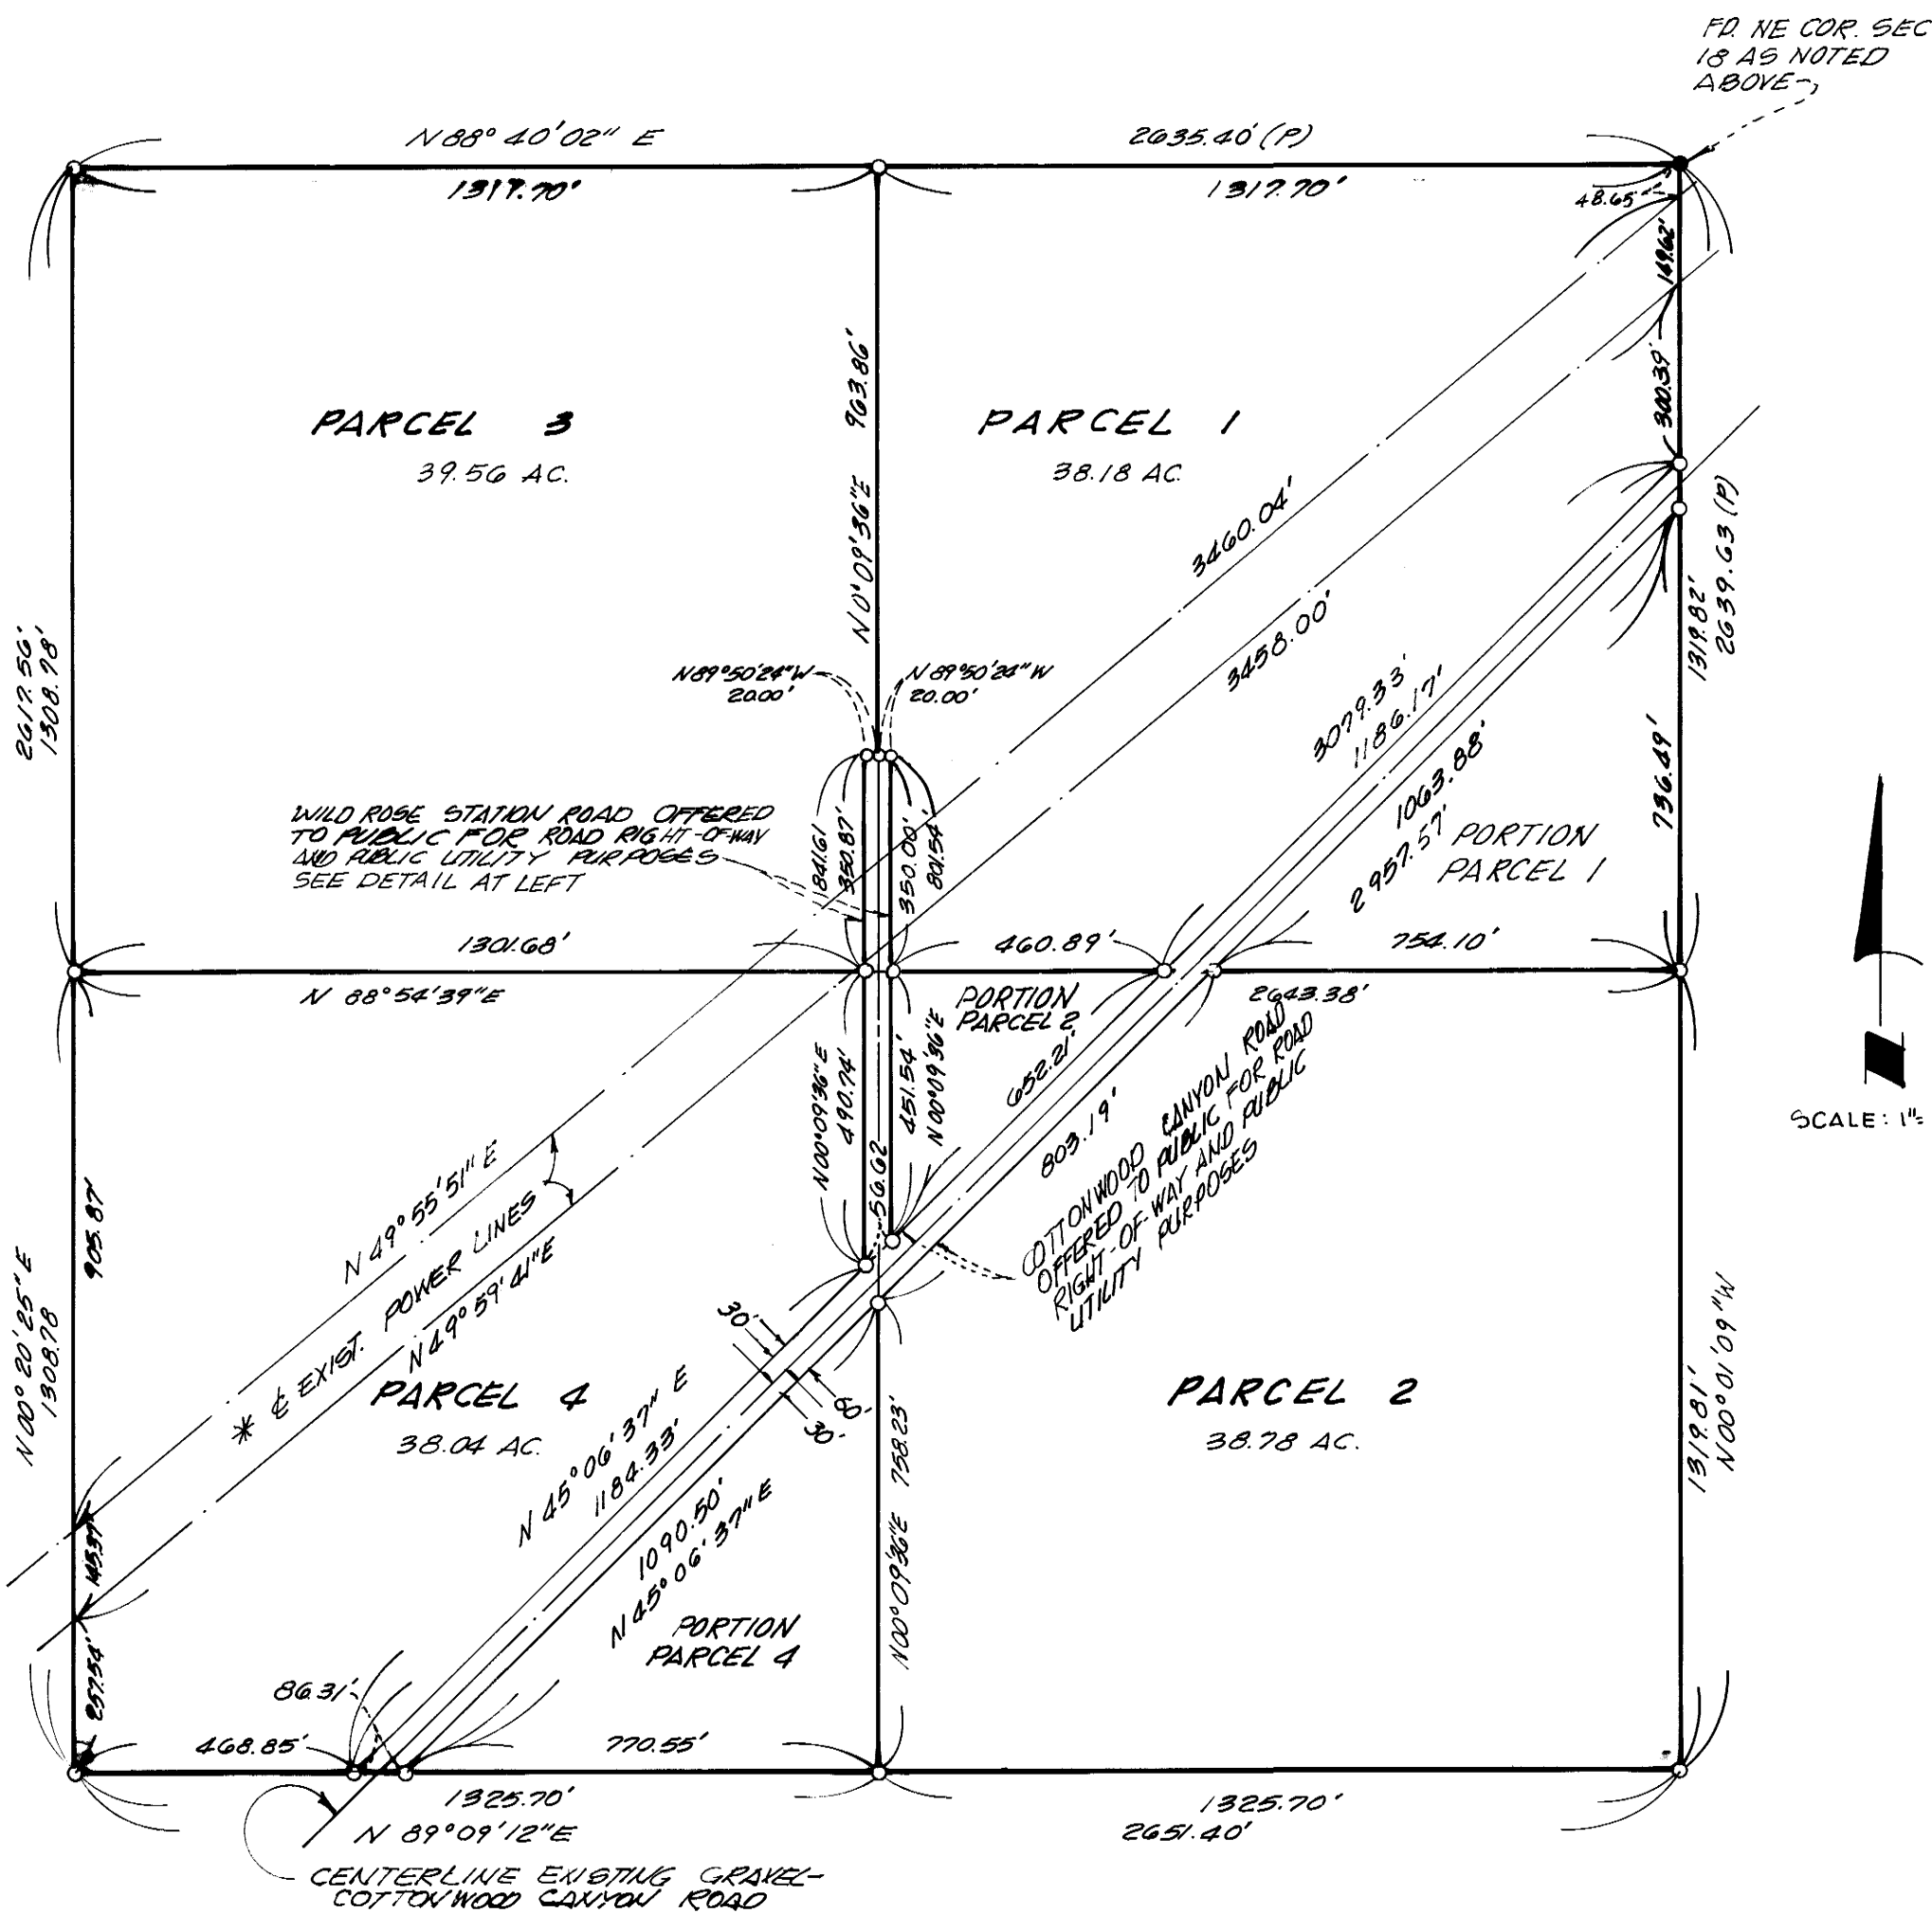 FD. NE COR. SEC
18 AS NOTED
ABOVE
N 88° 40' 02" E
2635.40' (P)
1317.70'
1317.70'
48.65'
149.62'
300.39'
963.86'
N 0° 09' 36" E
PARCEL 3
39.56 AC.
PARCEL 1
38.18 AC.
3460.04'
3458.00'
2639.63 (P)
1319.82'
2617.56'
1308.78'
N 89° 50' 24" W
20.00'
N 89° 50' 24" W
20.00'
3079.33'
1186.17'
1063.88'
2957.57'
736.49'
PORTION
PARCEL 1
WILD ROSE STATION ROAD OFFERED
TO PUBLIC FOR ROAD RIGHT-OF-WAY
AND PUBLIC UTILITY PURPOSES
SEE DETAIL AT LEFT
841.61
350.87'
350.00'
801.54'
1301.68'
460.89'
754.10'
N 88° 54' 39" E
PORTION
PARCEL 2
2643.38'
SCALE: 1"=
N 00° 09' 36" E
490.74'
451.54'
N 00° 09' 36" E
56.62
652.21'
803.19'
COTTONWOOD CANYON ROAD
OFFERED TO PUBLIC FOR ROAD
RIGHT-OF-WAY AND PUBLIC
UTILITY PURPOSES
905.87'
N 49° 55' 51" E
* ℄ EXIST. POWER LINES
N 49° 59' 41" E
N 00° 20' 25" E
1308.78
30'
30'
PARCEL 4
38.04 AC.
PARCEL 2
38.78 AC.
1319.81'
N 00° 01' 09" W
N 45° 06' 37" E
1184.33'
1090.50'
N 45° 06' 37" E
N 00° 09' 36" E 758.23'
145.37'
257.54'
PORTION
PARCEL 4
86.31'
468.85'
770.55'
1325.70'
N 89° 09' 12" E
1325.70'
2651.40'
CENTERLINE EXISTING GRAVEL-
COTTONWOOD CANYON ROAD